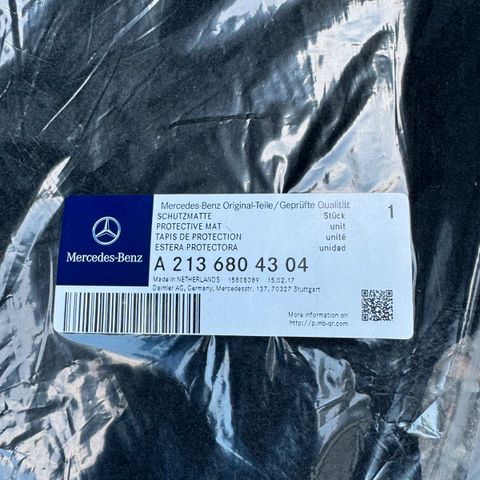 Mercedes-Benz
Mercedes-Benz Original-Teile/Geprüfte Qualität
SCHUTZMATTE Stück 1
PROTECTIVE MAT unit
TAPIS DE PROTECTION unité
ESTERA PROTECTORA unidad
A 213 680 43 04
Made in NETHERLANDS 15808089 15.02.17
Daimler AG, Germany, Mercedesstr. 137, 70327 Stuttgart
More information on
http://p.mb-qr.com